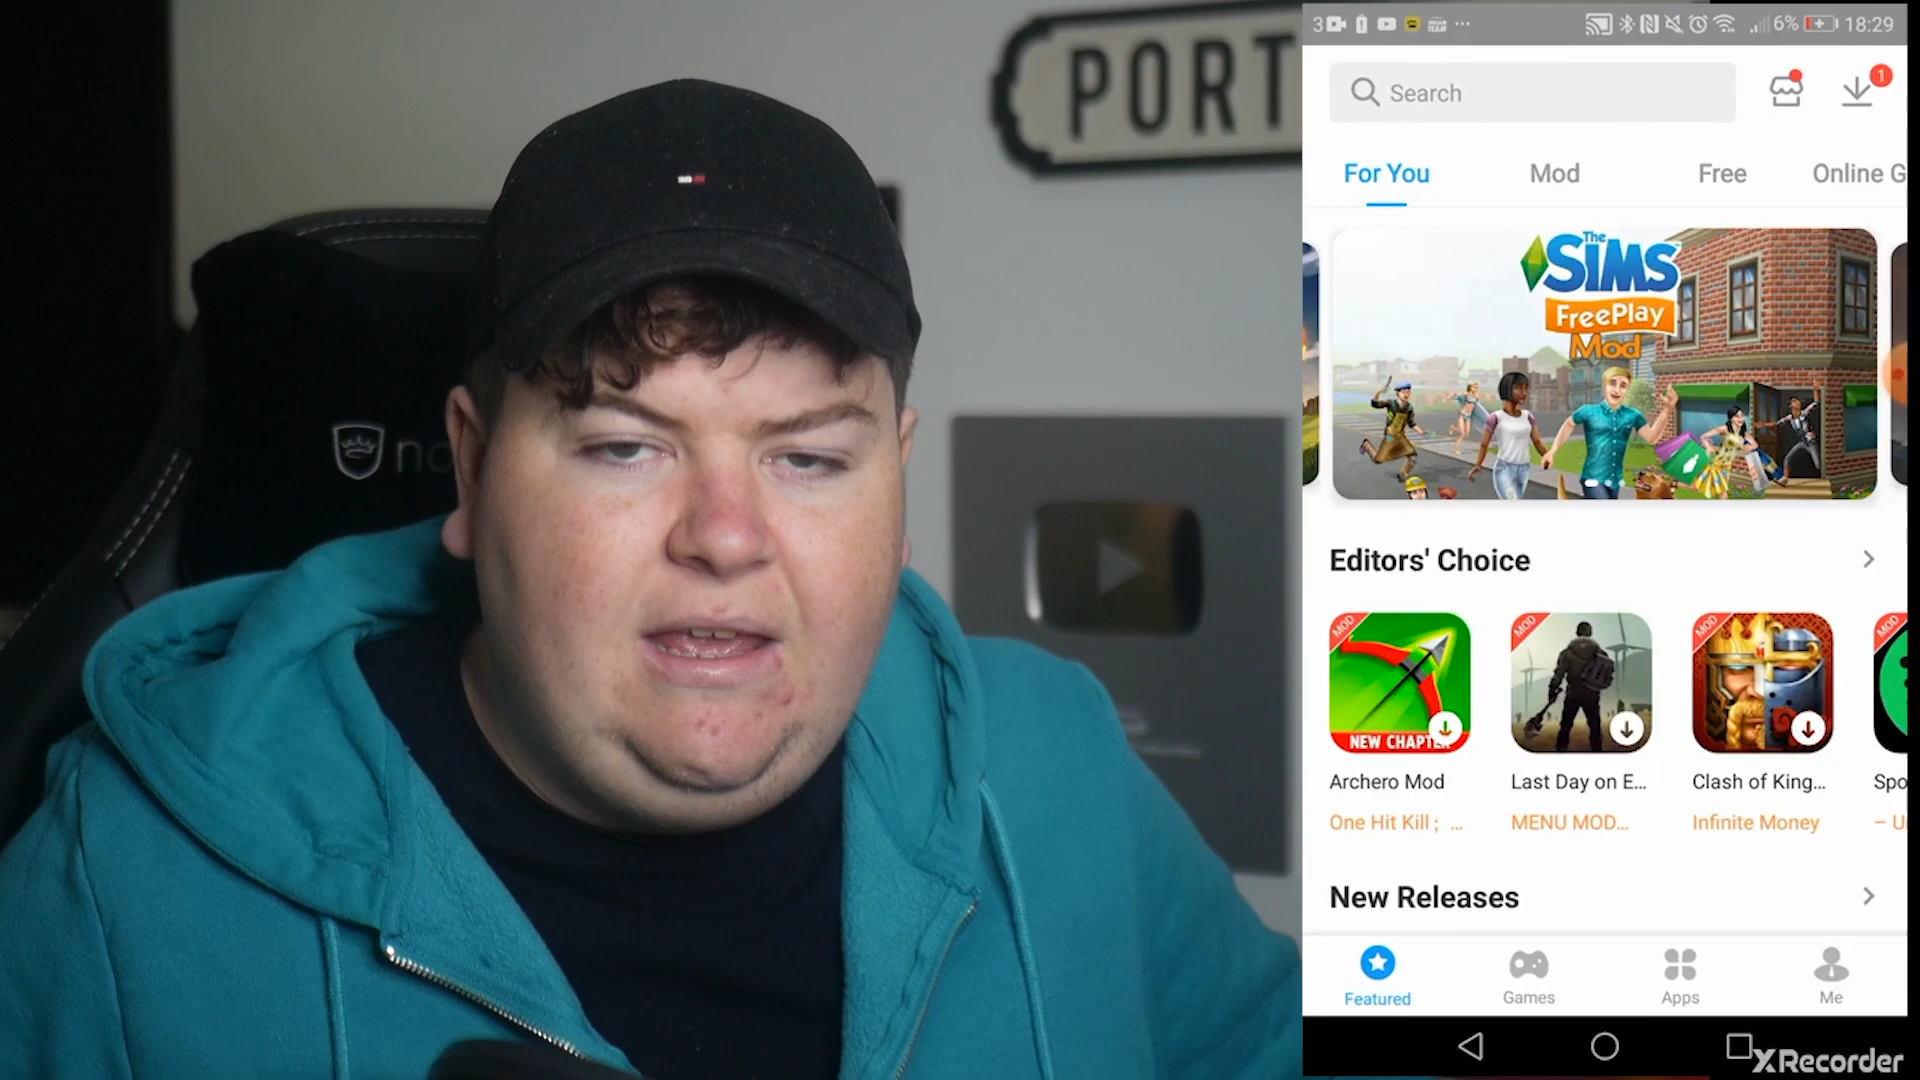 PORT
no
3
6% 18:29
Search
1
For You Mod Free Online G
The
SIMS
FreePlay
Mod
Editors' Choice
MOD MOD MOD MOD
NEW CHAPTER
Archero Mod Last Day on E... Clash of King... Spo
One Hit Kill ; ... MENU MOD... Infinite Money – U
New Releases
Featured Games Apps Me
XRecorder